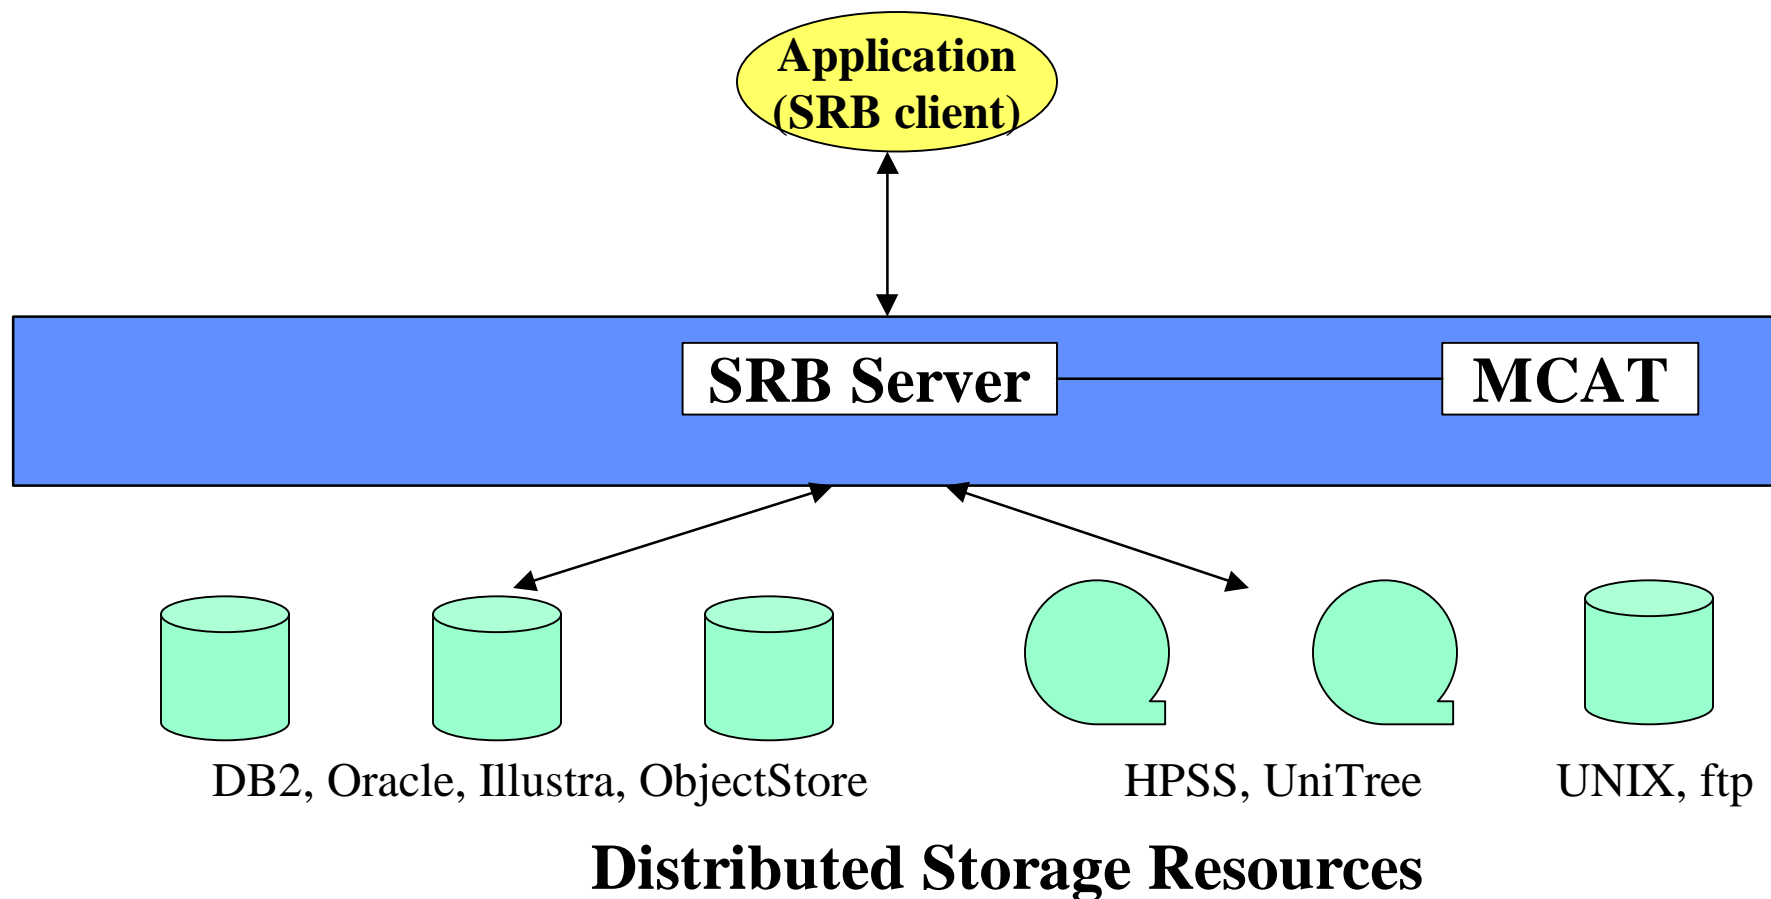 Application
(SRB client)
SRB Server
MCAT
DB2, Oracle, Illustra, ObjectStore
HPSS, UniTree
UNIX, ftp
Distributed Storage Resources